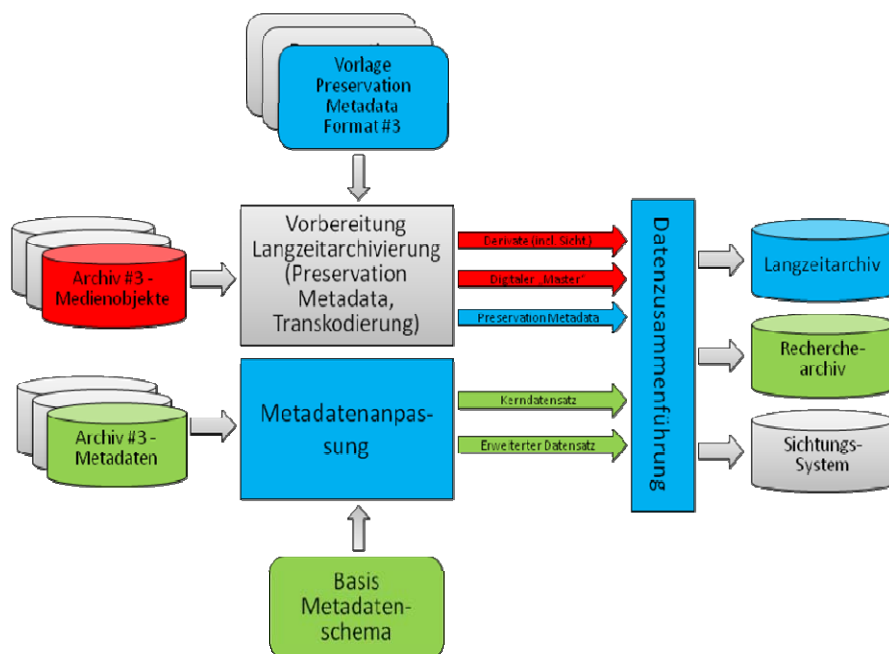 Vorlage
Preservation
Metadata
Format #3
Vorbereitung
Langzeitarchivierung
(Preservation
Metadata,
Transkodierung)
Archiv #3 -
Medienobjekte
Derivate (incl. Sicht.)
Digitaler „Master“
Preservation Metadata
Datenzusammenführung
Langzeitarchiv
Recherche-
archiv
Sichtungs-
System
Archiv #3 -
Metadaten
Metadatenanpas-
sung
Kerndatensatz
Erweiterter Datensatz
Basis
Metadaten-
schema